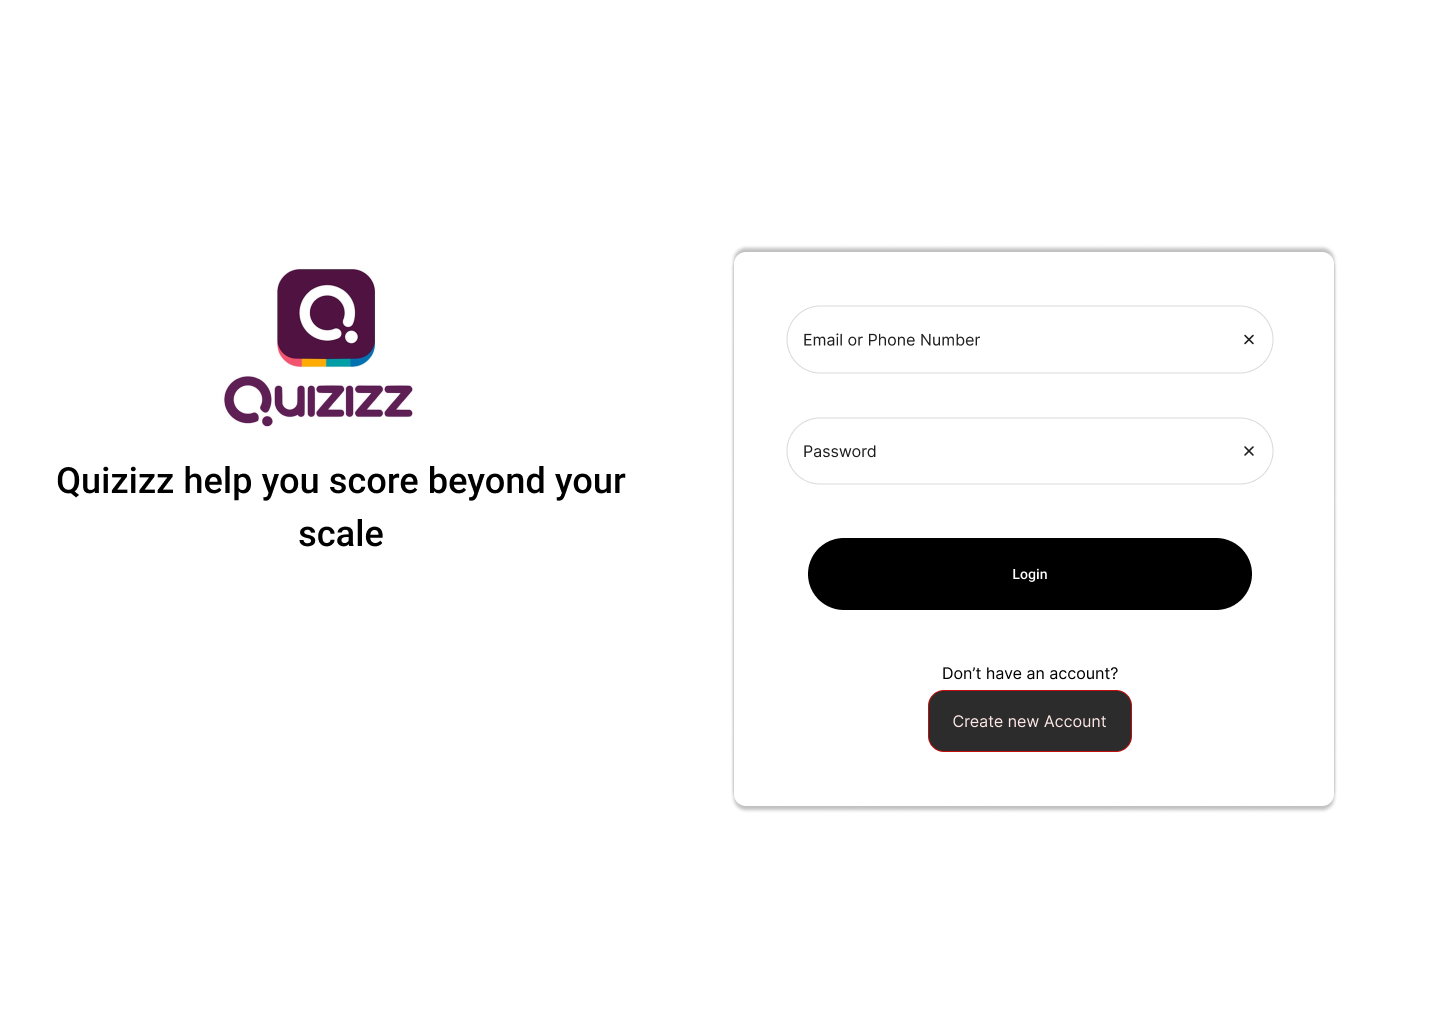 Quizizz
Quizizz help you score beyond your
scale
Email or Phone Number
Password
Login
Don’t have an account?
Create new Account